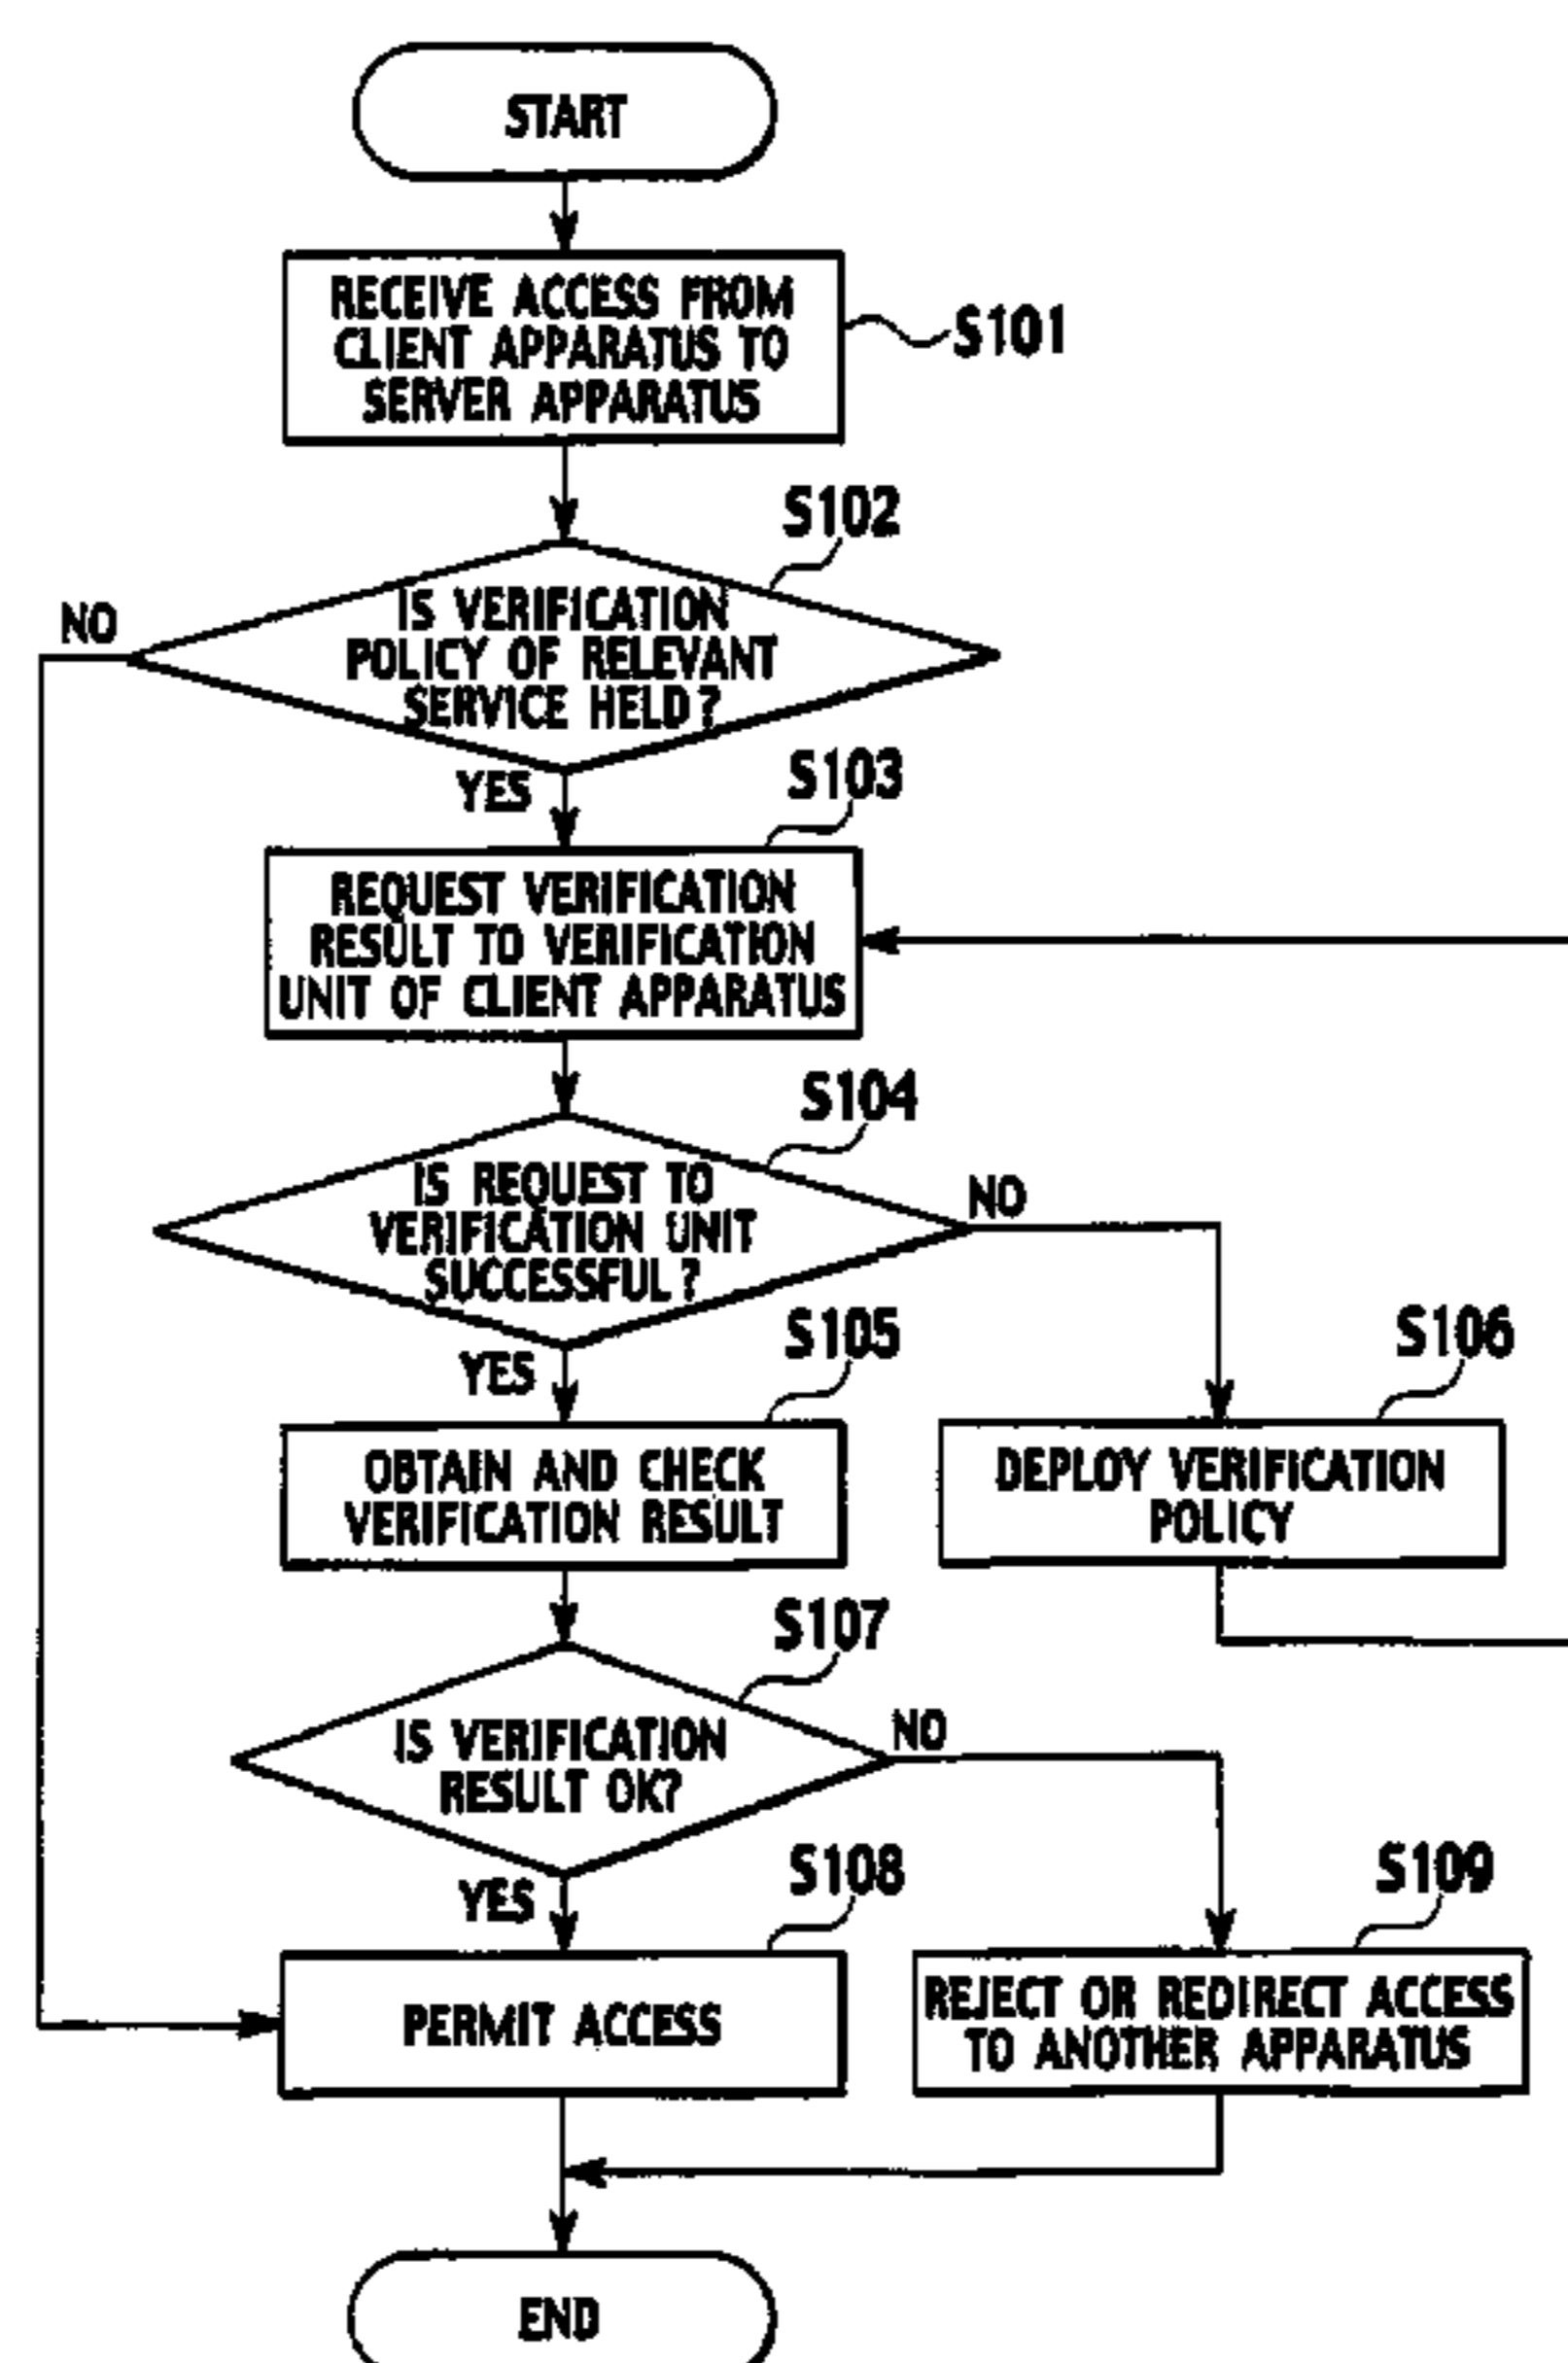 START
RECEIVE ACCESS FROM
CLIENT APPARATUS TO
SERVER APPARATUS
S101
S102
NO
IS VERIFICATION
POLICY OF RELEVANT
SERVICE HELD?
YES
S103
REQUEST VERIFICATION
RESULT TO VERIFICATION
UNIT OF CLIENT APPARATUS
S104
IS REQUEST TO
VERIFICATION UNIT
SUCCESSFUL?
NO
YES
S105
S106
OBTAIN AND CHECK
VERIFICATION RESULT
DEPLOY VERIFICATION
POLICY
S107
IS VERIFICATION
RESULT OK?
NO
YES
S108
S109
PERMIT ACCESS
REJECT OR REDIRECT ACCESS
TO ANOTHER APPARATUS
END